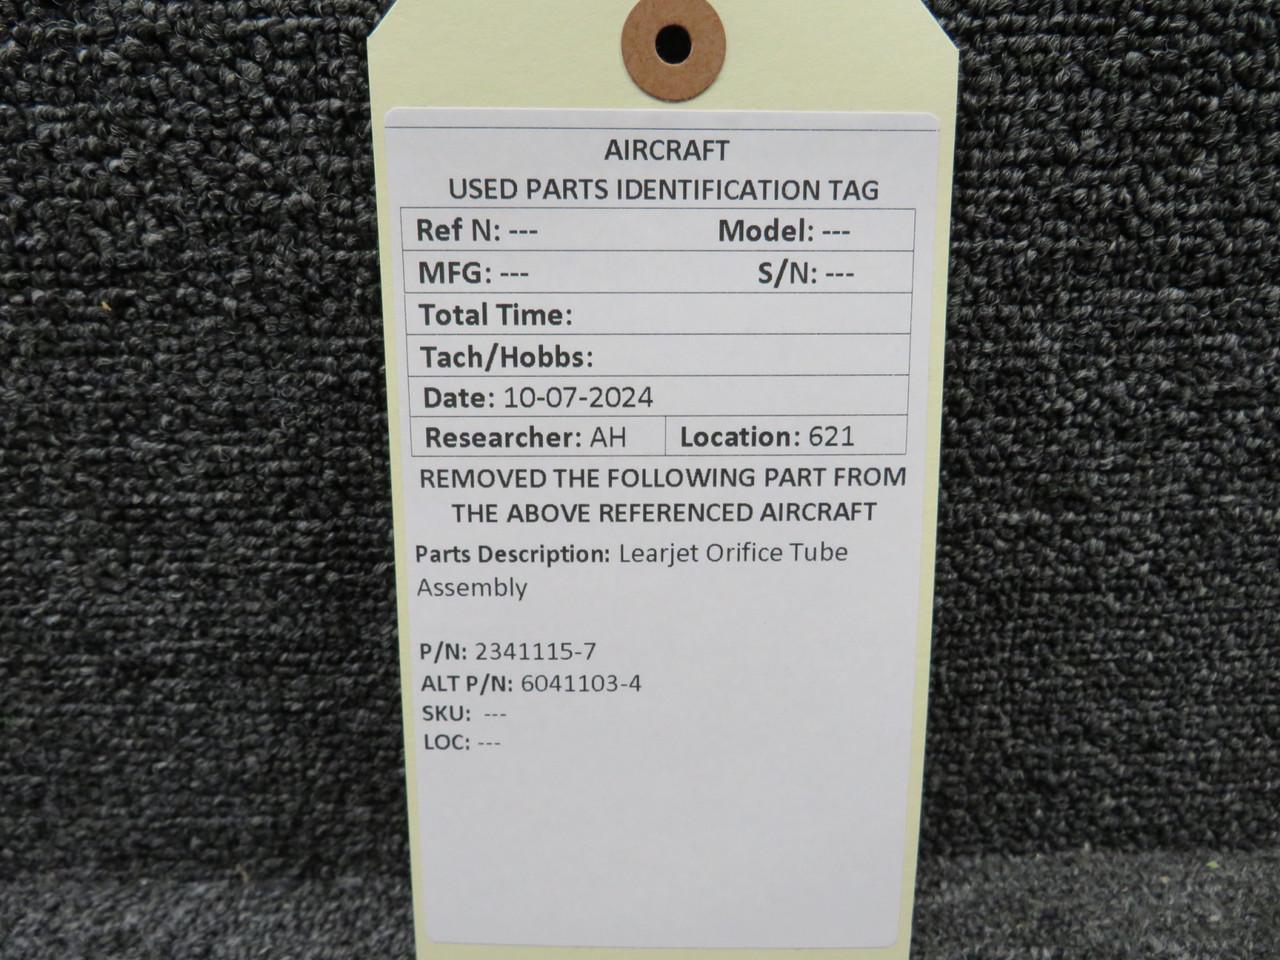 AIRCRAFT
USED PARTS IDENTIFICATION TAG
Ref N: --- Model: ---
MFG: --- S/N: ---
Total Time:
Tach/Hobbs:
Date: 10-07-2024
Researcher: AH Location: 621
REMOVED THE FOLLOWING PART FROM
THE ABOVE REFERENCED AIRCRAFT
Parts Description: Learjet Orifice Tube
Assembly
P/N: 2341115-7
ALT P/N: 6041103-4
SKU: ---
LOC: ---